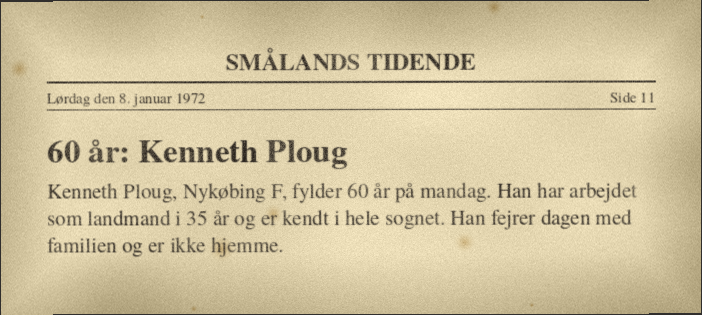 SMÅLANDS TIDENDE
Lørdag den 8. januar 1972 Side 11
60 år: Kenneth Ploug
Kenneth Ploug, Nykøbing F, fylder 60 år på mandag. Han har arbejdet
som landmand i 35 år og er kendt i hele sognet. Han fejrer dagen med
familien og er ikke hjemme.